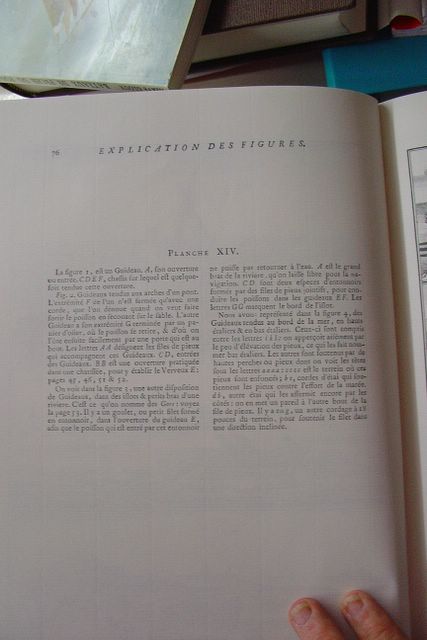 76 EXPLICATION DES FIGURES.
PLANCHE XIV.
La figure 1, est un Guideau. A, son ouverture
ou entrée. CDEF, chassis sur lequel est quelque-
fois tendue cette ouverture.
Fig. 2. Guideaux tendus aux arches d'un pont.
L'extrémité F de l'un n'est fermée qu'avec une
corde, que l'on dénoue quand on veut faire
sortir le poisson en secouant sur le sable. L'autre
Guideau a son extrémité G terminée par un pa-
nier d'osier, où le poisson se retire, & d'où on
l'ôte ensuite facilement par une porte qui est au
bout. Les lettres AA désignent les files de pieux
qui accompagnent ces Guideaux. CD, entrées
des Guideaux. BB est une ouverture pratiquée
dans une chaussée, pour y établir le Verveux E:
pages 45, 46, 51 & 52.
On voit dans la figure 3, une autre disposition
de Guideaux, dans des islots & petits bras d'une
riviere. C'est ce qu'on nomme des Gors: voyez
la page 53. Il y a un goulet, ou petit filet formé
en entonnoir, dans l'ouverture du guideau E,
afin que le poisson qui est entré par cet entonnoir
ne puisse pas retourner à l'eau. A est le grand
bras de la riviere, qu'on laisse libre pour la na-
vigation. CD sont deux especes d'entonnoirs
formés par des files de pieux jointifs, pour con-
duire les poissons dans les guideaux EF. Les
lettres GG marquent le bord de l'islot.
Nous avons représenté dans la figure 4, des
Guideaux tendus au bord de la mer, en hauts
étaliers & en bas étaliers. Ceux-ci sont compris
entre les lettres on apperçoit aisément par
le peu d'élévation des pieux, ce qui les fait nom-
mer bas étaliers. Les autres sont soutenus par de
hautes perches ou pieux dont on voit les têtes
sous les lettres est le terrein où ces
pieux sont enfoncés; cordes d'étai qui sou-
tiennent les pieux contre l'effort de la marée.
autre étai qui les affermit encore par les
côtés: on en met un pareil à l'autre bout de la
file de pieux. Il y a en un autre cordage à 18
pouces du terrein, pour soutenir le filet dans
une direction inclinée.